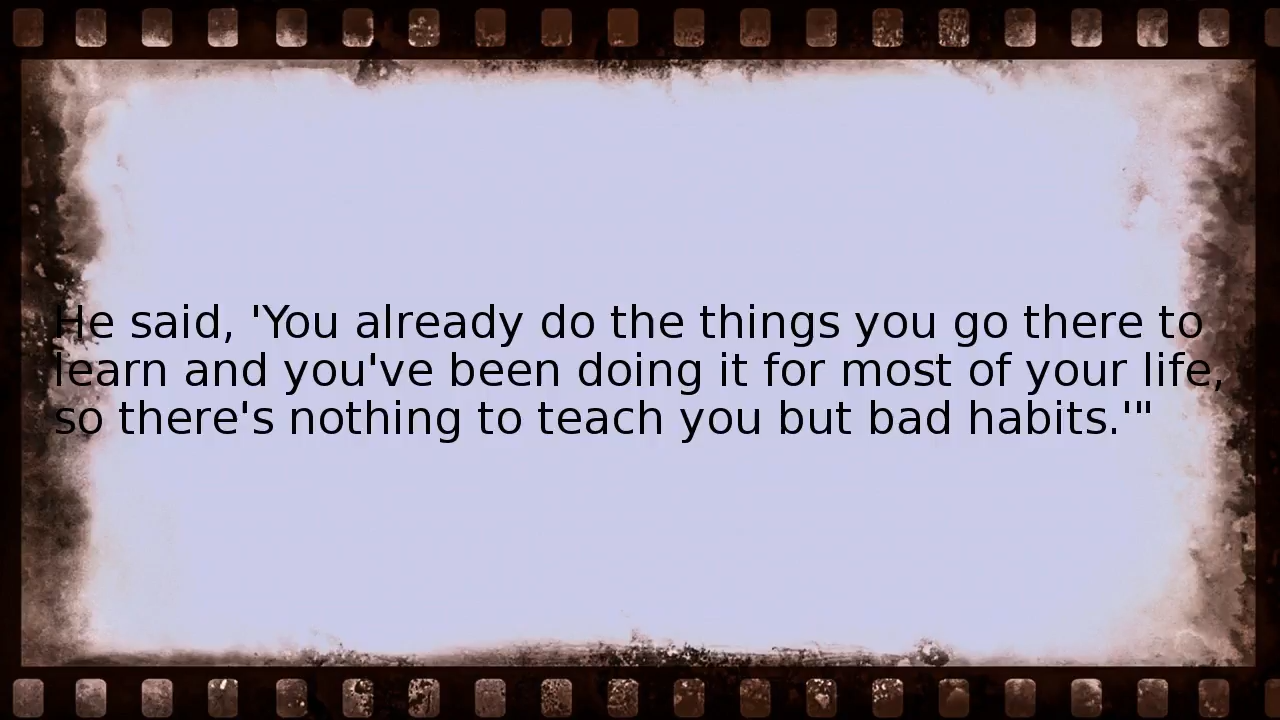 He said, 'You already do the things you go there to
learn and you've been doing it for most of your life,
so there's nothing to teach you but bad habits.'"